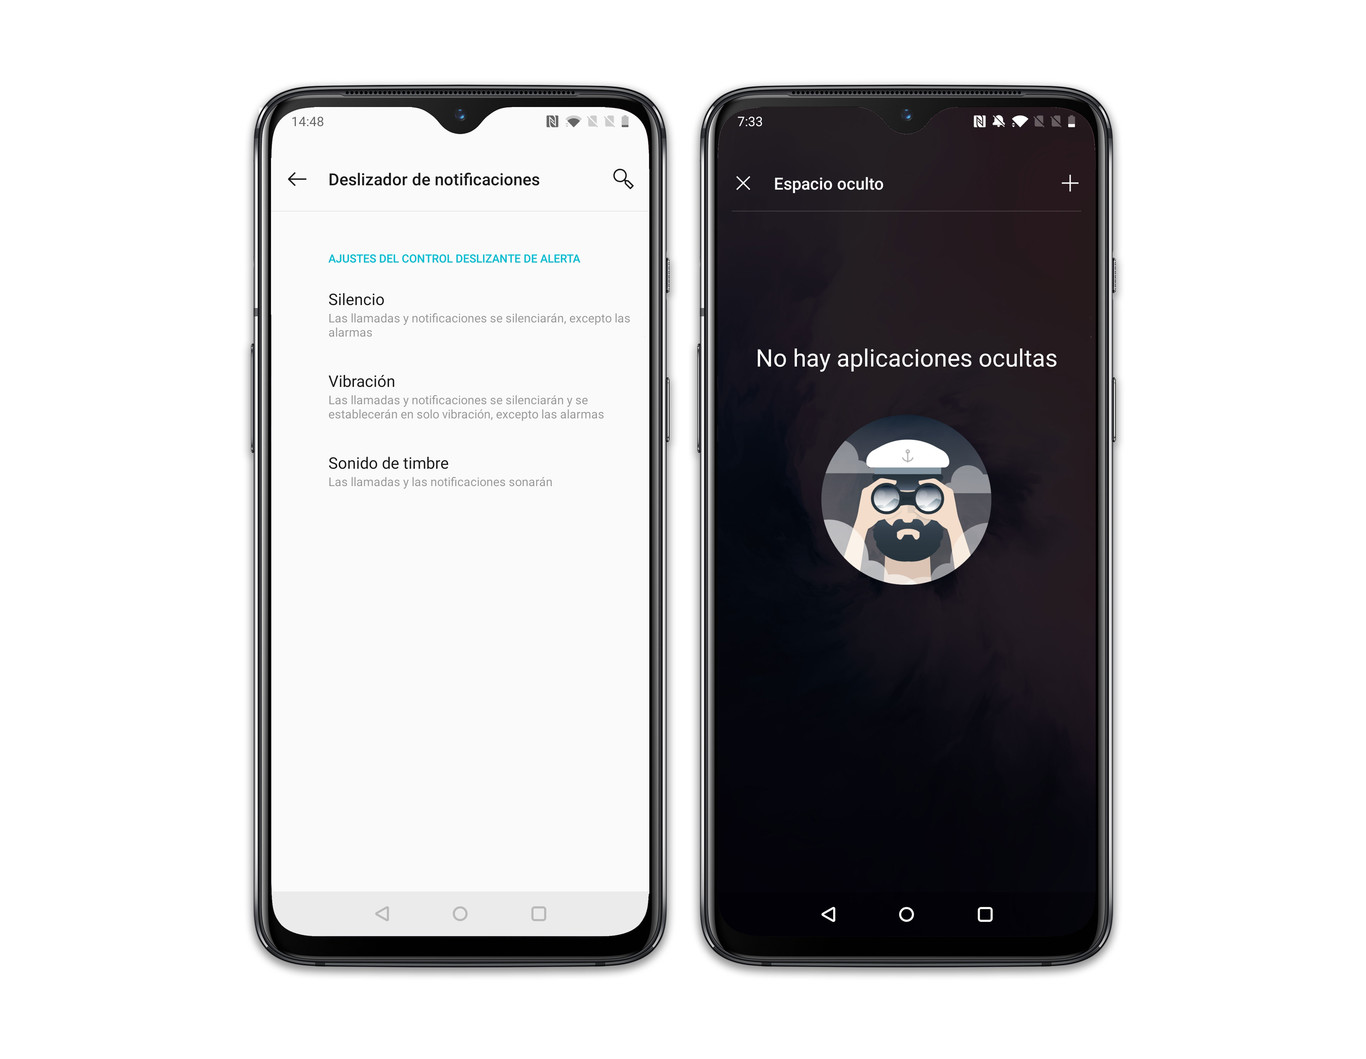 14:48
Deslizador de notificaciones
AJUSTES DEL CONTROL DESLIZANTE DE ALERTA
Silencio
Las llamadas y notificaciones se silenciarán, excepto las
alarmas
Vibración
Las llamadas y notificaciones se silenciarán y se
establecerán en solo vibración, excepto las alarmas
Sonido de timbre
Las llamadas y las notificaciones sonarán
7:33
Espacio oculto
No hay aplicaciones ocultas